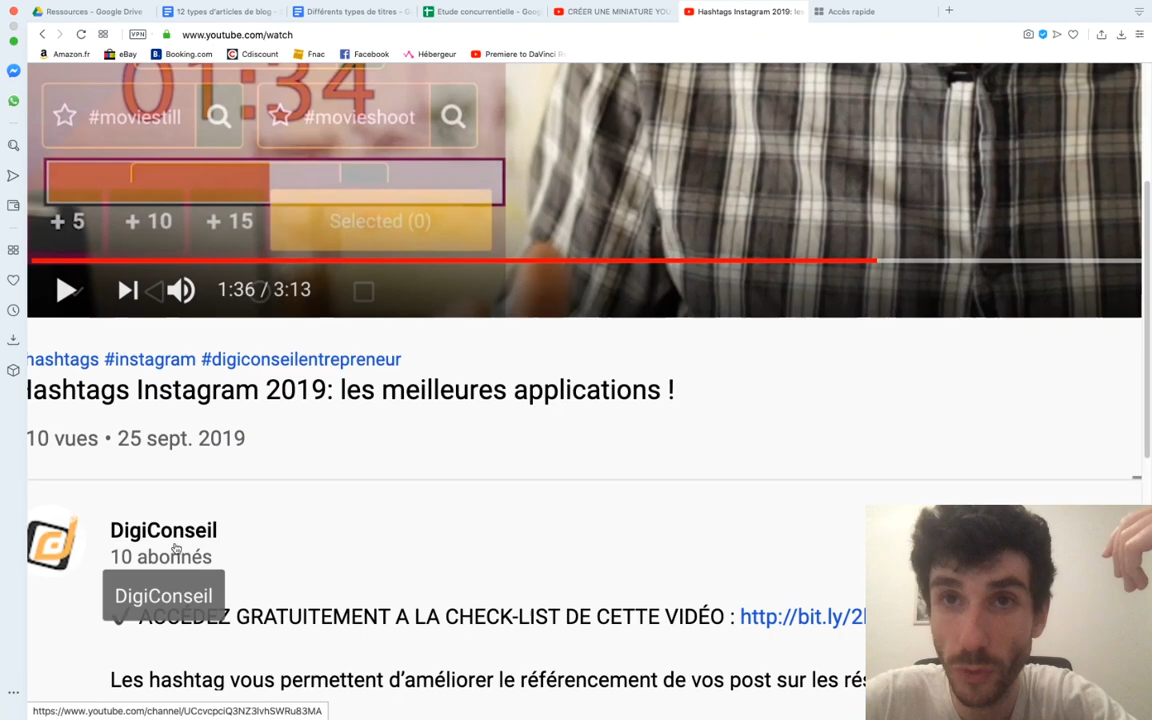 Ressources - Google Drive
12 types d'articles de blog -
Différents types de titres - G
Etude concurrentielle - Goog
CRÉER UNE MINIATURE YOU
Hashtags Instagram 2019: les
Accès rapide
VPN
www.youtube.com/watch
Amazon.fr
eBay
Booking.com
Cdiscount
Fnac
Facebook
Hébergeur
Premiere to DaVinci R
01:34
#moviestill
#movieshoot
+ 5
+ 10
+ 15
Selected (0)
1:36 / 3:13
hashtags #instagram #digiconseilentrepreneur
Hashtags Instagram 2019: les meilleures applications !
10 vues • 25 sept. 2019
DigiConseil
10 abonnés
DigiConseil
ACCÉDEZ GRATUITEMENT A LA CHECK-LIST DE CETTE VIDÉO : http://bit.ly/2
Les hashtag vous permettent d'améliorer le référencement de vos post sur les rés
https://www.youtube.com/channel/UCcvcpciQ3NZ3IvhSWRu83MA